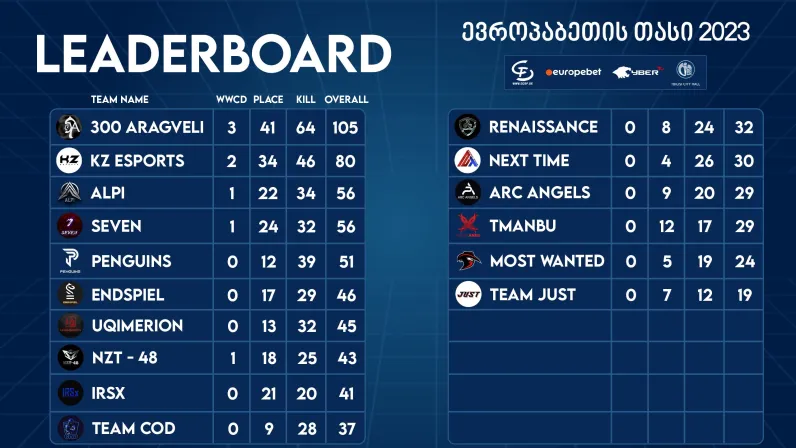 LEADERBOARD
ევროპაბეთის თასი 2023
europebet
TEAM NAME WWCD PLACE KILL OVERALL
300 ARAGVELI 3 41 64 105
KZ ESPORTS 2 34 46 80
ALPI 1 22 34 56
SEVEN 1 24 32 56
PENGUINS 0 12 39 51
ENDSPIEL 0 17 29 46
UQIMERION 0 13 32 45
NZT - 48 1 18 25 43
IRSX 0 21 20 41
TEAM COD 0 9 28 37
RENAISSANCE 0 8 24 32
NEXT TIME 0 4 26 30
ARC ANGELS 0 9 20 29
TMANBU 0 12 17 29
MOST WANTED 0 5 19 24
TEAM JUST 0 7 12 19